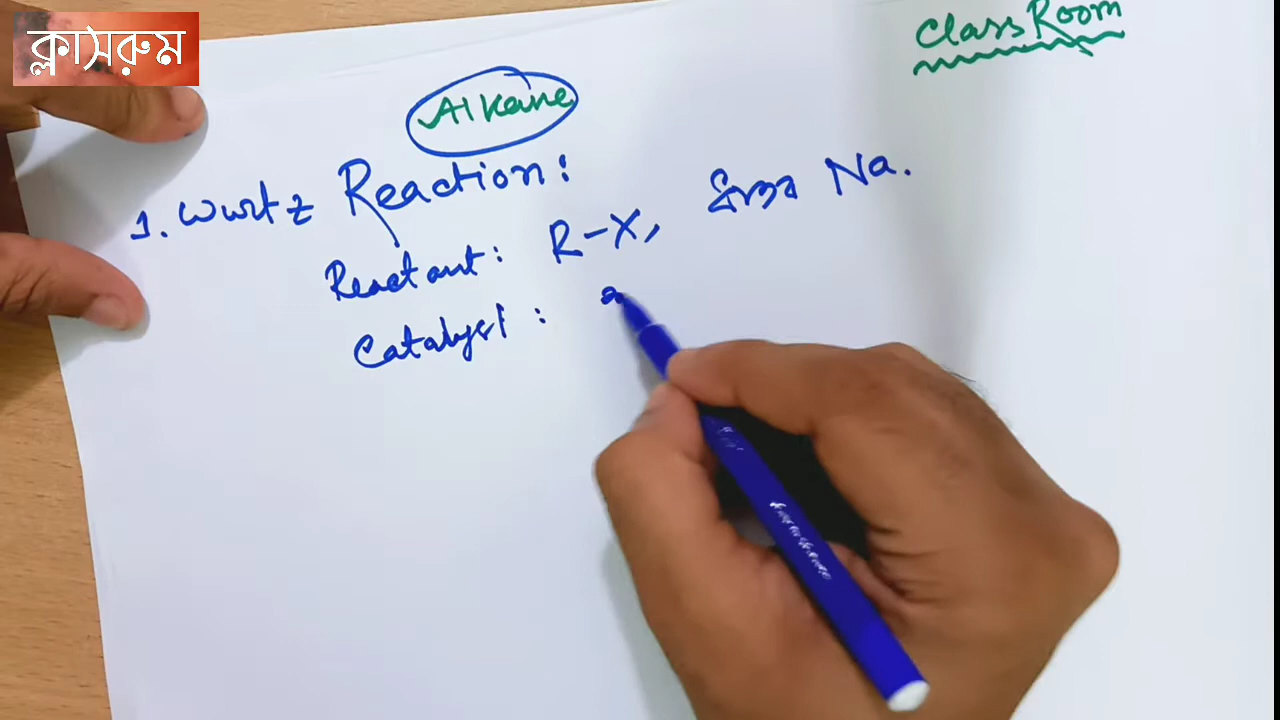 ক্লাসরুম
Class Room
Alkane
1. Wurtz Reaction:
Reactant: R-X, Na.
Catalyst :